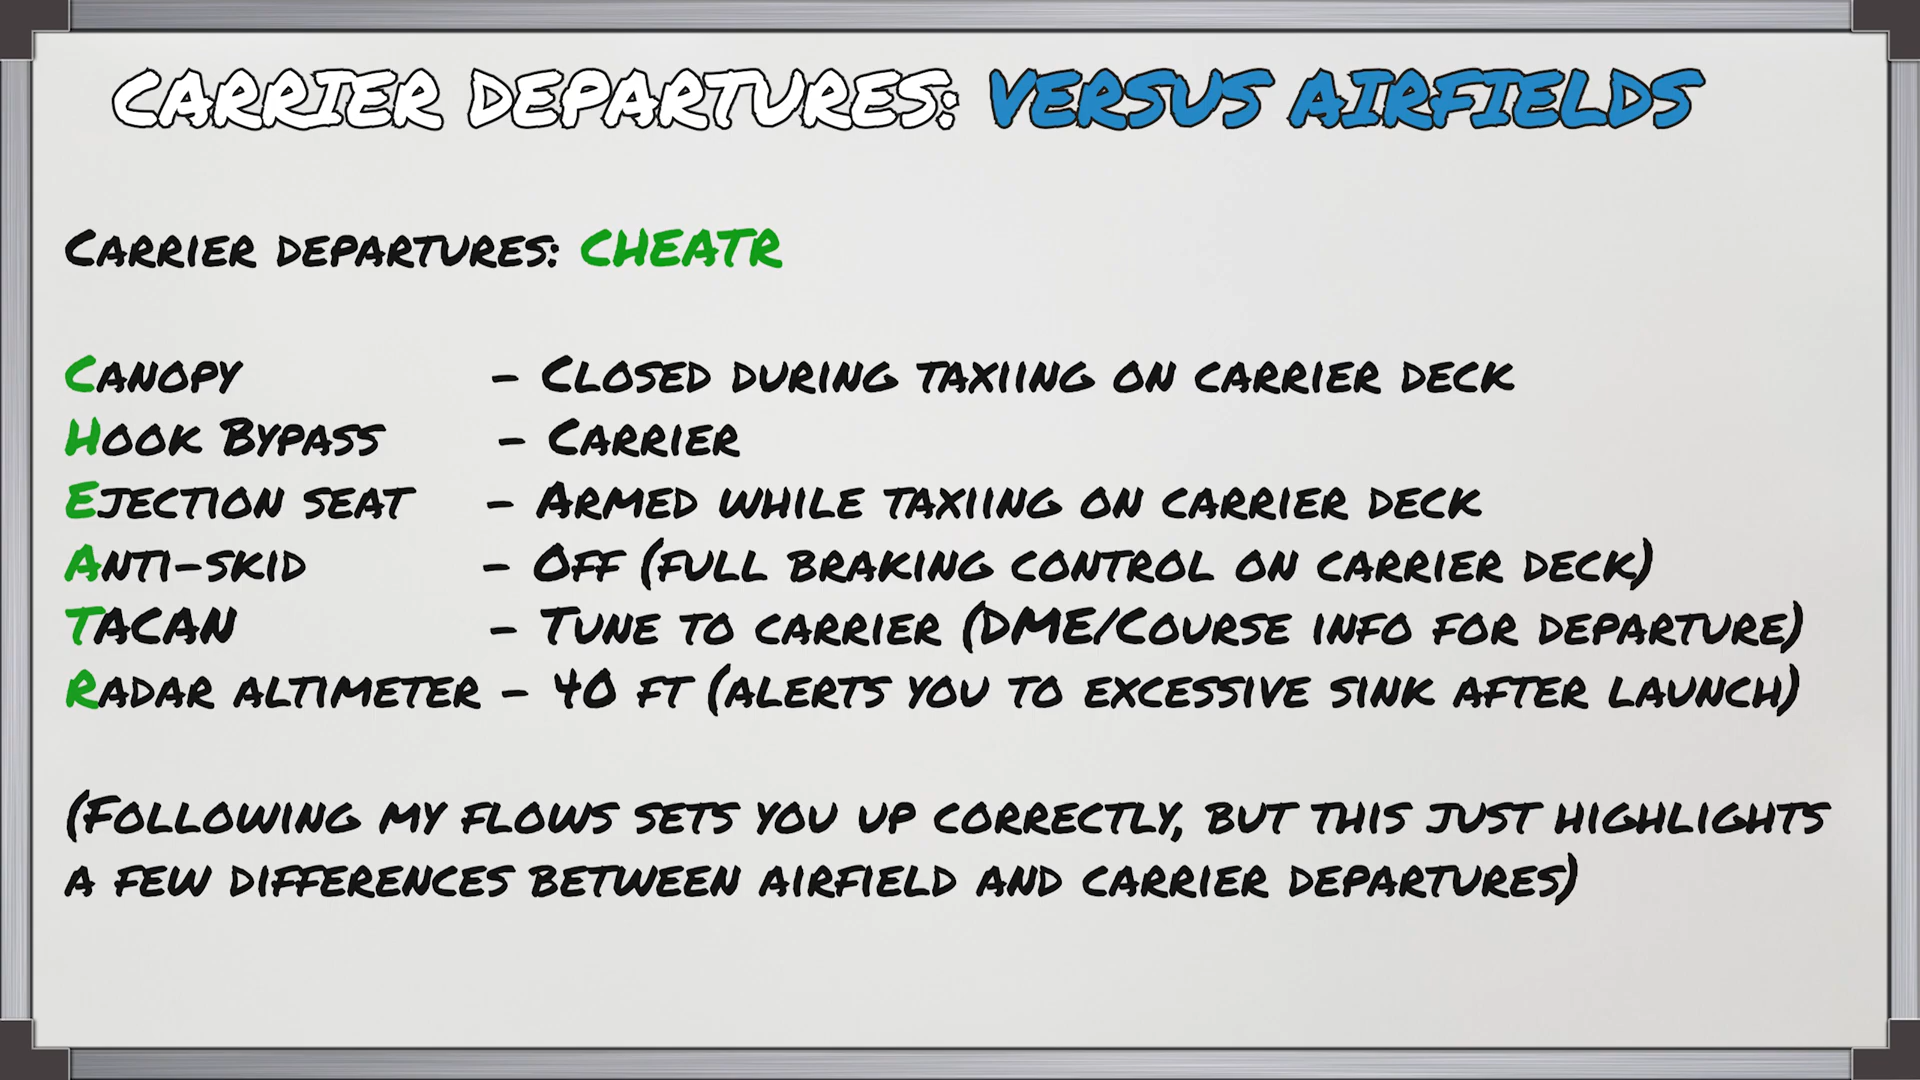 CARRIER DEPARTURES: VERSUS AIRFIELDS
CARRIER DEPARTURES: CHEATR
CANOPY - CLOSED DURING TAXIING ON CARRIER DECK
HOOK BYPASS - CARRIER
EJECTION SEAT - ARMED WHILE TAXIING ON CARRIER DECK
ANTI-SKID - OFF (FULL BRAKING CONTROL ON CARRIER DECK)
TACAN - TUNE TO CARRIER (DME/COURSE INFO FOR DEPARTURE)
RADAR ALTIMETER - 40 FT (ALERTS YOU TO EXCESSIVE SINK AFTER LAUNCH)
(FOLLOWING MY FLOWS SETS YOU UP CORRECTLY, BUT THIS JUST HIGHLIGHTS
A FEW DIFFERENCES BETWEEN AIRFIELD AND CARRIER DEPARTURES)